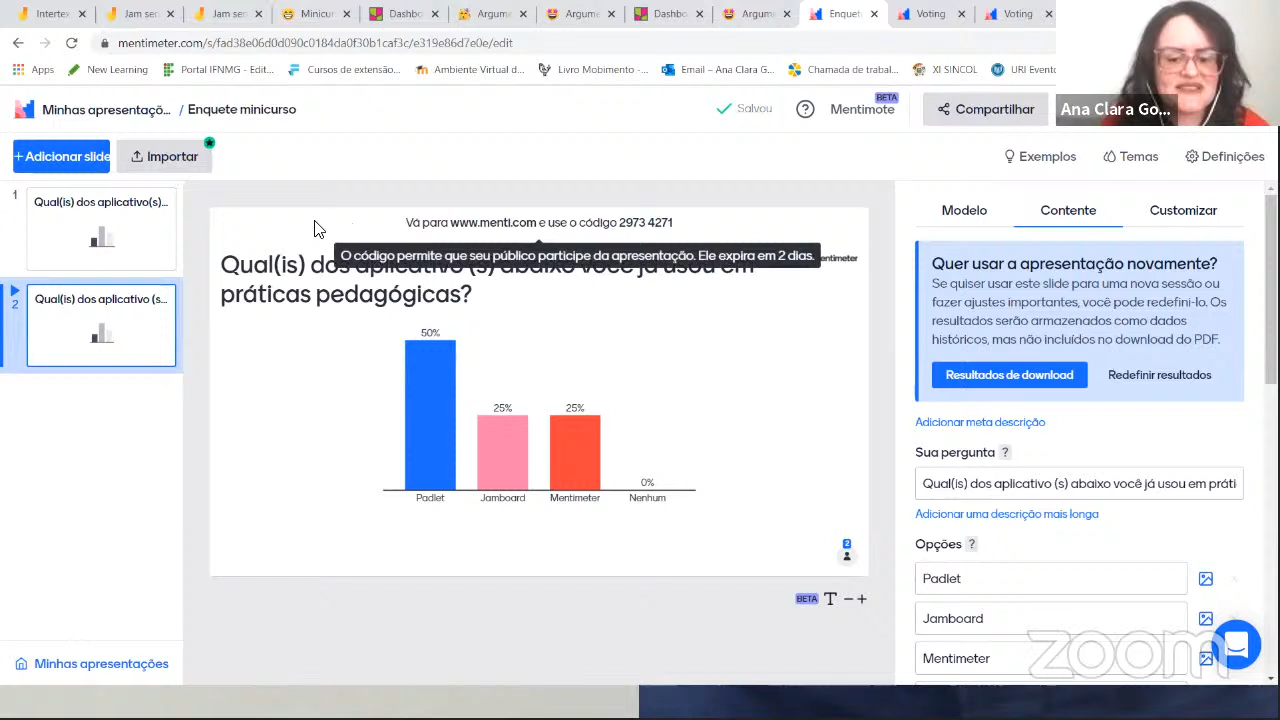 Intertex
Jam sec
Jam sec
Minicur
Dashbo
Argume
Argume
Dashbo
Argume
Enquet
Voting
Voting
mentimeter.com/s/fad38e06d0d090c0184da0f30b1caf3c/e319e86d7e0e/edit
Apps
New Learning
Portal IFNMG - Edit...
Cursos de extensão...
Ambiente Virtual d...
Livro Mobimento -...
Email – Ana Clara G...
Chamada de trabal...
XI SINCOL
URI Evento
Ana Clara Go...
Minhas apresentaçõ... / Enquete minicurso
Salvou
Mentimote
BETA
Compartilhar
+ Adicionar slide
Importar
Exemplos
Temas
Definições
1
Qual(is) dos aplicativo(s)...
2
Qual(is) dos aplicativo (s...
Minhas apresentações
Vá para www.menti.com e use o código 2973 4271
O código permite que seu público participe da apresentação. Ele expira em 2 dias.
Qual(is) dos aplicativo (s) abaixo você já usou em
práticas pedagógicas?
50%
25%
25%
0%
Padlet
Jamboard
Mentimeter
Nenhum
2
BETA T − +
Modelo
Contente
Customizar
Quer usar a apresentação novamente?
Se quiser usar este slide para uma nova sessão ou
fazer ajustes importantes, você pode redefini-lo. Os
resultados serão armazenados como dados
históricos, mas não incluídos no download do PDF.
Resultados de download
Redefinir resultados
Adicionar meta descrição
Sua pergunta ?
Qual(is) dos aplicativo (s) abaixo você já usou em práti
Adicionar uma descrição mais longa
Opções ?
Padlet
Jamboard
Mentimeter
zoom